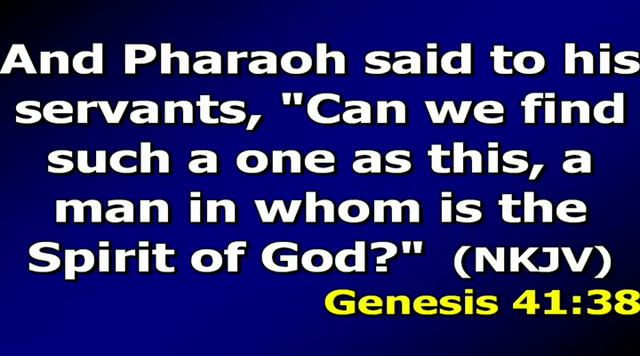 And Pharaoh said to his
servants, "Can we find
such a one as this, a
man in whom is the
Spirit of God?" (NKJV)
Genesis 41:38